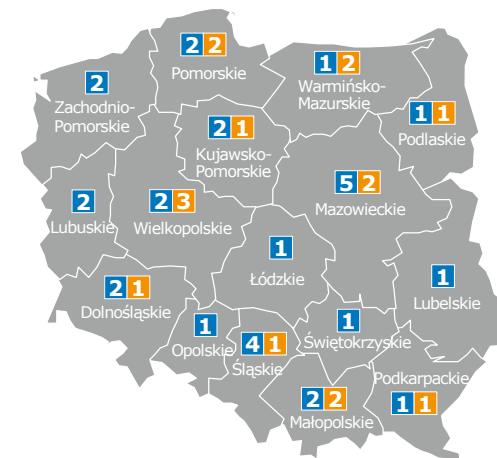 2 2
Pomorskie
1 2
Warmińsko-
Mazurskie
2
Zachodnio-
Pomorskie
1 1
Podlaskie
2 1
Kujawsko-
Pomorskie
5 2
Mazowieckie
2
Lubuskie
2 3
Wielkopolskie
1
Łódzkie
1
Lubelskie
2 1
Dolnośląskie
1
Opolskie
4 1
Śląskie
1
Świętokrzyskie
2 2
Małopolskie
Podkarpackie
1 1